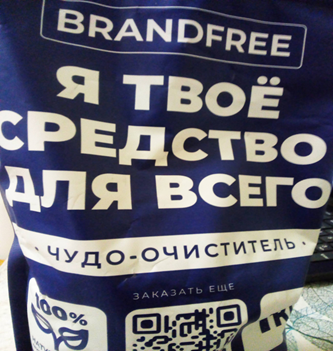 BRANDFREE
Я ТВОЁ
СРЕДСТВО
ДЛЯ ВСЕГО
· ЧУДО-ОЧИСТИТЕЛЬ ·
ЗАКАЗАТЬ ЕЩЕ
100%